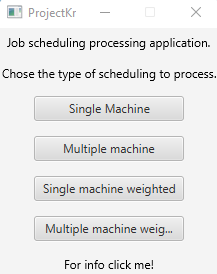 ProjectKr
Job scheduling processing application.
Chose the type of scheduling to process.
Single Machine
Multiple machine
Single machine weighted
Multiple machine weig...
For info click me!